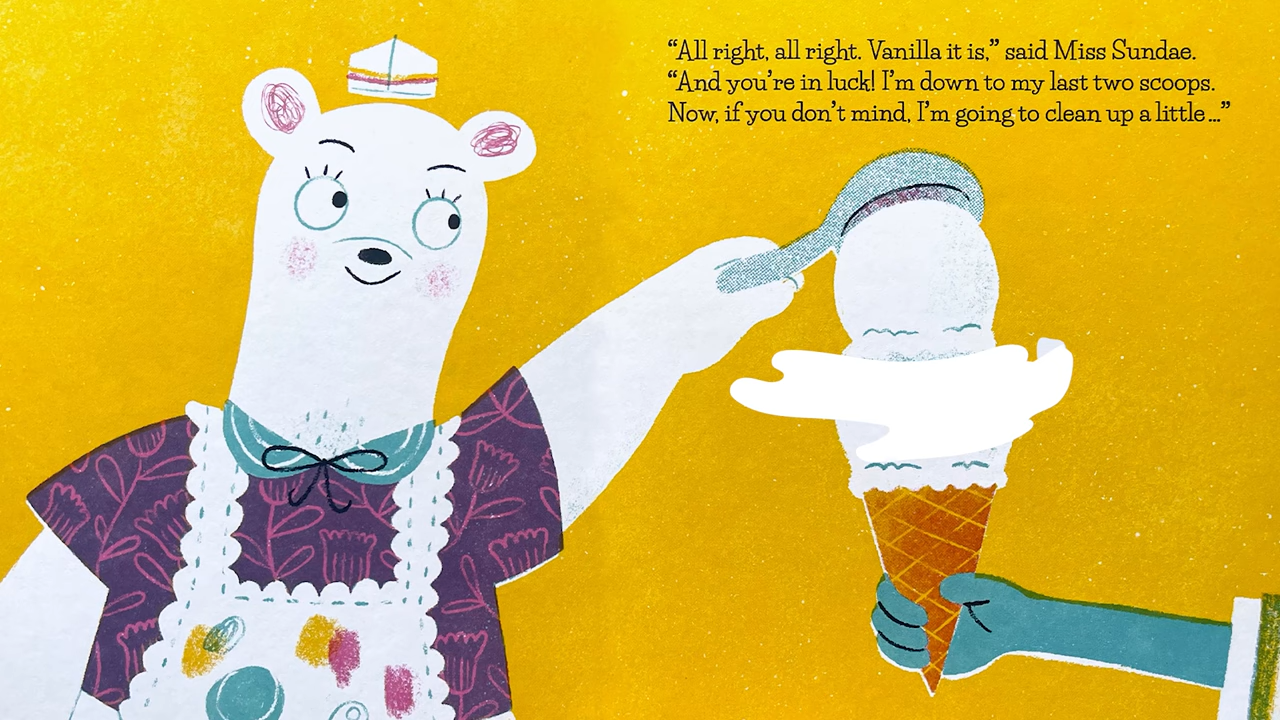 “All right, all right. Vanilla it is,” said Miss Sundae.
“And you’re in luck! I’m down to my last two scoops.
Now, if you don’t mind, I’m going to clean up a little...”